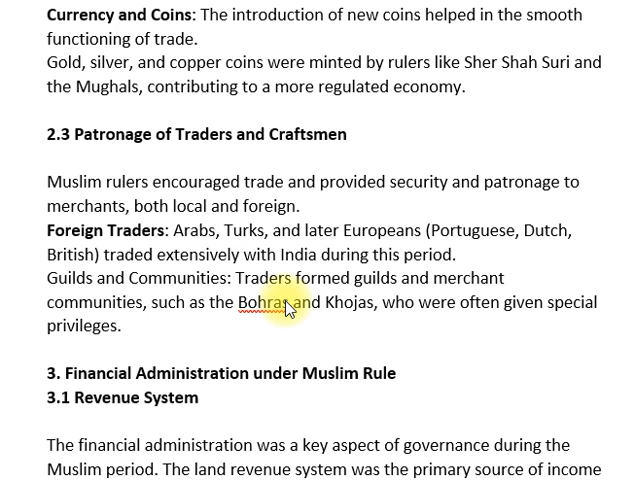 Currency and Coins: The introduction of new coins helped in the smooth
functioning of trade.
Gold, silver, and copper coins were minted by rulers like Sher Shah Suri and
the Mughals, contributing to a more regulated economy.
2.3 Patronage of Traders and Craftsmen
Muslim rulers encouraged trade and provided security and patronage to
merchants, both local and foreign.
Foreign Traders: Arabs, Turks, and later Europeans (Portuguese, Dutch,
British) traded extensively with India during this period.
Guilds and Communities: Traders formed guilds and merchant
communities, such as the Bohras and Khojas, who were often given special
privileges.
3. Financial Administration under Muslim Rule
3.1 Revenue System
The financial administration was a key aspect of governance during the
Muslim period. The land revenue system was the primary source of income